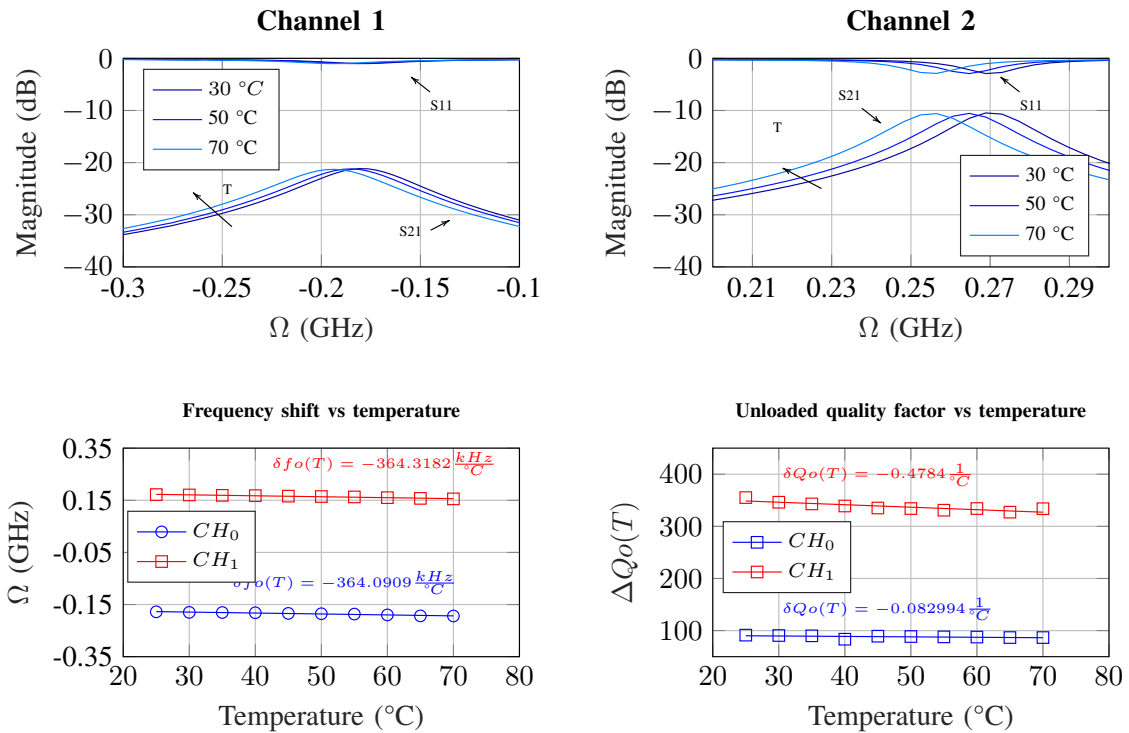 Channel 1
Magnitude (dB)
0
−10
−20
−30
−40
30 °C
50 °C
70 °C
S11
T
S21
-0.3
-0.25
-0.2
-0.15
-0.1
Ω (GHz)
Channel 2
Magnitude (dB)
0
−10
−20
−30
−40
S21
T
S11
30 °C
50 °C
70 °C
0.21
0.23
0.25
0.27
0.29
Ω (GHz)
Frequency shift vs temperature
Ω (GHz)
0.35
0.15
-0.05
-0.15
-0.35
δfo(T) = −364.3182 kHz/°C
CH0
CH1
δfo(T) = −364.0909 kHz/°C
20
30
40
50
60
70
80
Temperature (°C)
Unloaded quality factor vs temperature
ΔQo(T)
400
300
200
100
δQo(T) = −0.4784 1/°C
CH0
CH1
δQo(T) = −0.082994 1/°C
20
30
40
50
60
70
80
Temperature (°C)